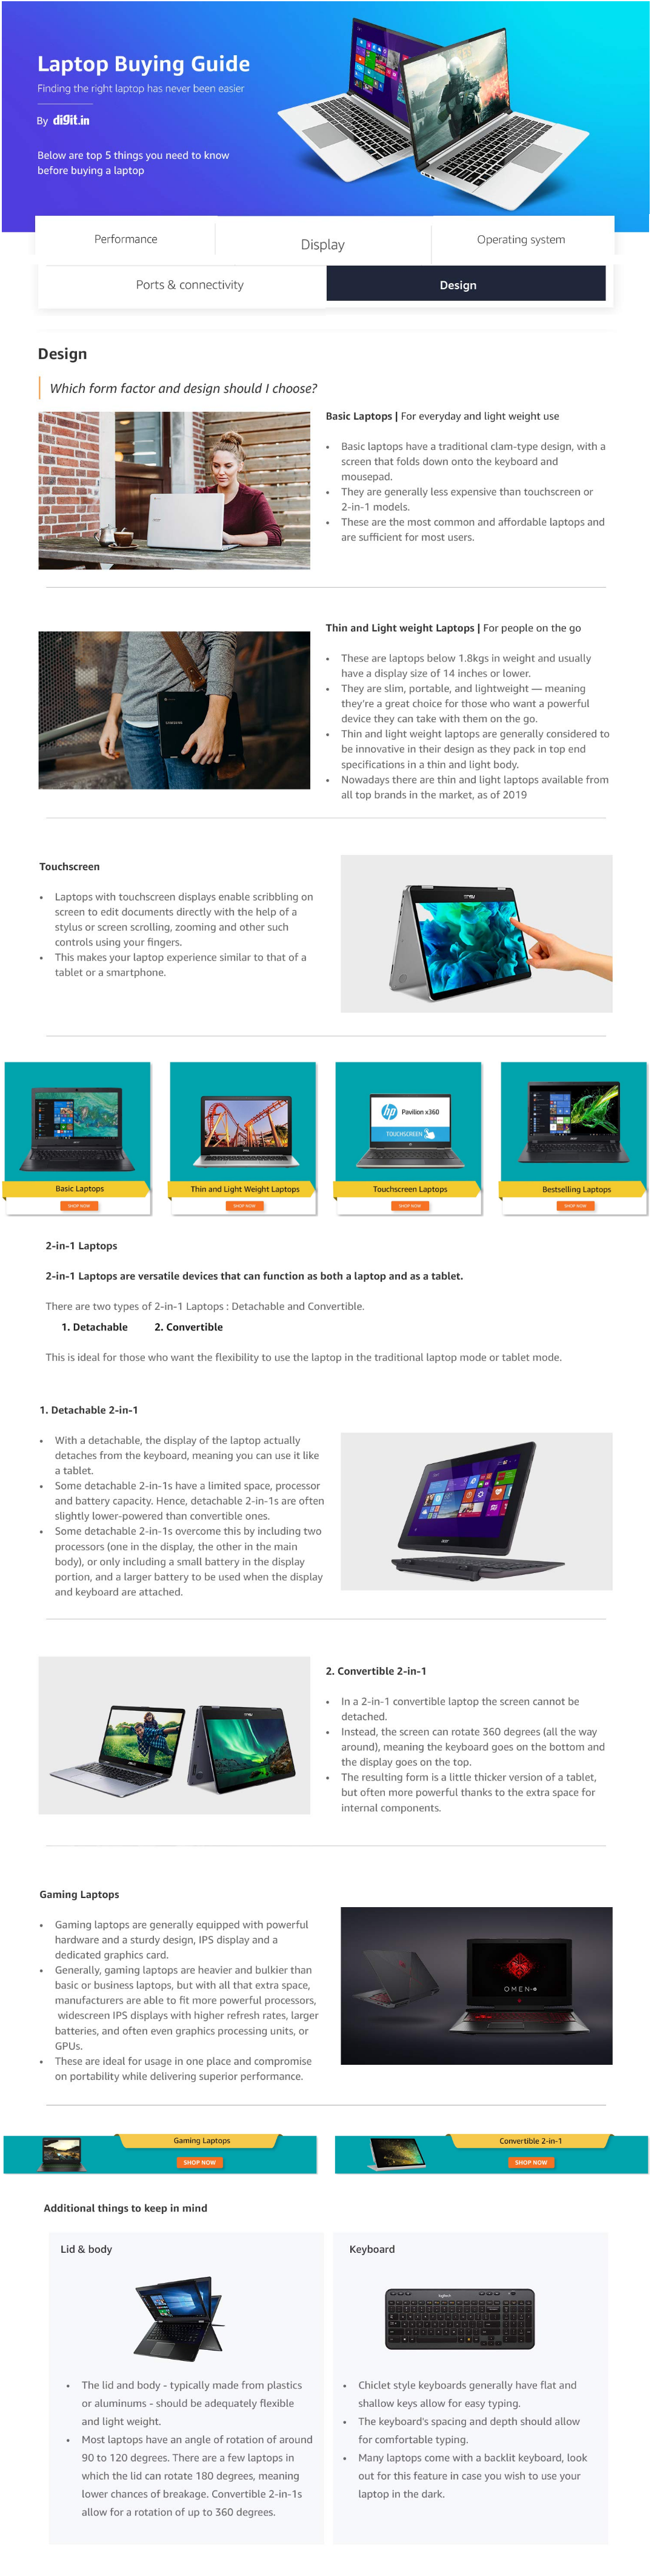 Laptop Buying Guide
Finding the right laptop has never been easier
By digit.in
Below are top 5 things you need to know
before buying a laptop
Performance
Display
Operating system
Ports & connectivity
Design
Design
Which form factor and design should I choose?
Basic Laptops | For everyday and light weight use
• Basic laptops have a traditional clam-type design, with a
screen that folds down onto the keyboard and
mousepad.
• They are generally less expensive than touchscreen or
2-in-1 models.
• These are the most common and affordable laptops and
are sufficient for most users.
Thin and Light weight Laptops | For people on the go
• These are laptops below 1.8kgs in weight and usually
have a display size of 14 inches or lower.
• They are slim, portable, and lightweight — meaning
they're a great choice for those who want a powerful
device they can take with them on the go.
• Thin and light weight laptops are generally considered to
be innovative in their design as they pack in top end
specifications in a thin and light body.
• Nowadays there are thin and light laptops available from
all top brands in the market, as of 2019
SAMSUNG
Touchscreen
• Laptops with touchscreen displays enable scribbling on
screen to edit documents directly with the help of a
stylus or screen scrolling, zooming and other such
controls using your fingers.
• This makes your laptop experience similar to that of a
tablet or a smartphone.
hp Pavilion x360
TOUCHSCREEN
Basic Laptops
Thin and Light Weight Laptops
Touchscreen Laptops
Bestselling Laptops
SHOP NOW
SHOP NOW
SHOP NOW
SHOP NOW
2-in-1 Laptops
2-in-1 Laptops are versatile devices that can function as both a laptop and as a tablet.
There are two types of 2-in-1 Laptops : Detachable and Convertible.
1. Detachable 2. Convertible
This is ideal for those who want the flexibility to use the laptop in the traditional laptop mode or tablet mode.
1. Detachable 2-in-1
• With a detachable, the display of the laptop actually
detaches from the keyboard, meaning you can use it like
a tablet.
• Some detachable 2-in-1s have a limited space, processor
and battery capacity. Hence, detachable 2-in-1s are often
slightly lower-powered than convertible ones.
• Some detachable 2-in-1s overcome this by including two
processors (one in the display, the other in the main
body), or only including a small battery in the display
portion, and a larger battery to be used when the display
and keyboard are attached.
acer
2. Convertible 2-in-1
• In a 2-in-1 convertible laptop the screen cannot be
detached.
• Instead, the screen can rotate 360 degrees (all the way
around), meaning the keyboard goes on the bottom and
the display goes on the top.
• The resulting form is a little thicker version of a tablet,
but often more powerful thanks to the extra space for
internal components.
Gaming Laptops
• Gaming laptops are generally equipped with powerful
hardware and a sturdy design, IPS display and a
dedicated graphics card.
• Generally, gaming laptops are heavier and bulkier than
basic or business laptops, but with all that extra space,
manufacturers are able to fit more powerful processors,
widescreen IPS displays with higher refresh rates, larger
batteries, and often even graphics processing units, or
GPUs.
• These are ideal for usage in one place and compromise
on portability while delivering superior performance.
OMEN
Gaming Laptops
SHOP NOW
Convertible 2-in-1
SHOP NOW
Additional things to keep in mind
Lid & body
• The lid and body - typically made from plastics
or aluminums - should be adequately flexible
and light weight.
• Most laptops have an angle of rotation of around
90 to 120 degrees. There are a few laptops in
which the lid can rotate 180 degrees, meaning
lower chances of breakage. Convertible 2-in-1s
allow for a rotation of up to 360 degrees.
Keyboard
• Chiclet style keyboards generally have flat and
shallow keys allow for easy typing.
• The keyboard's spacing and depth should allow
for comfortable typing.
• Many laptops come with a backlit keyboard, look
out for this feature in case you wish to use your
laptop in the dark.